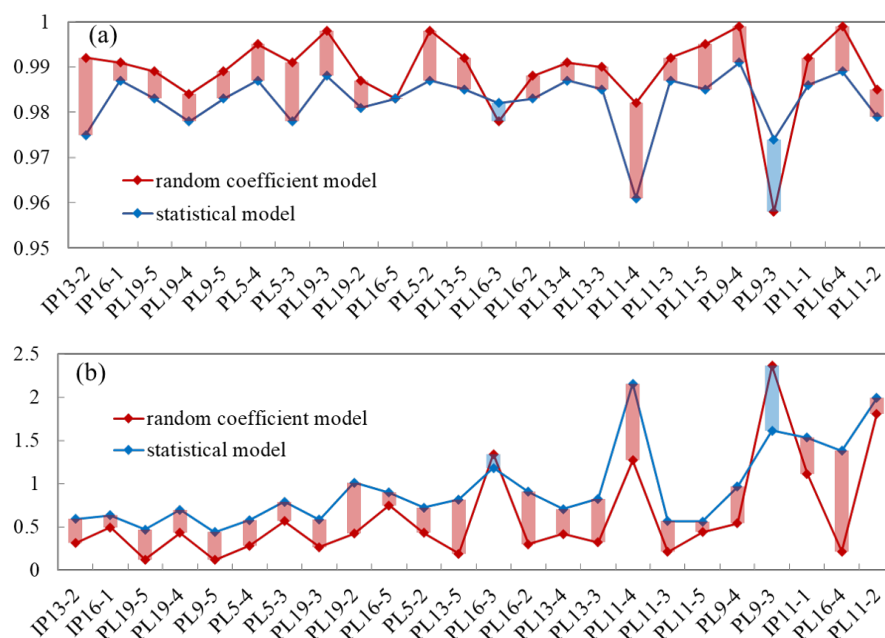 1
(a)
0.99
0.98
0.97
random coefficient model
0.96
statistical model
0.95
IP13-2 IP16-1 PL19-5 PL19-4 PL9-5 PL5-4 PL5-3 PL19-3 PL19-2 PL16-5 PL5-2 PL13-5 PL16-3 PL16-2 PL13-4 PL13-3 PL11-4 PL11-3 PL11-5 PL9-4 PL9-3 IP11-1 PL16-4 PL11-2
2.5
(b)
2
random coefficient model
1.5
statistical model
1
0.5
0
IP13-2 IP16-1 PL19-5 PL19-4 PL9-5 PL5-4 PL5-3 PL19-3 PL19-2 PL16-5 PL5-2 PL13-5 PL16-3 PL16-2 PL13-4 PL13-3 PL11-4 PL11-3 PL11-5 PL9-4 PL9-3 IP11-1 PL16-4 PL11-2